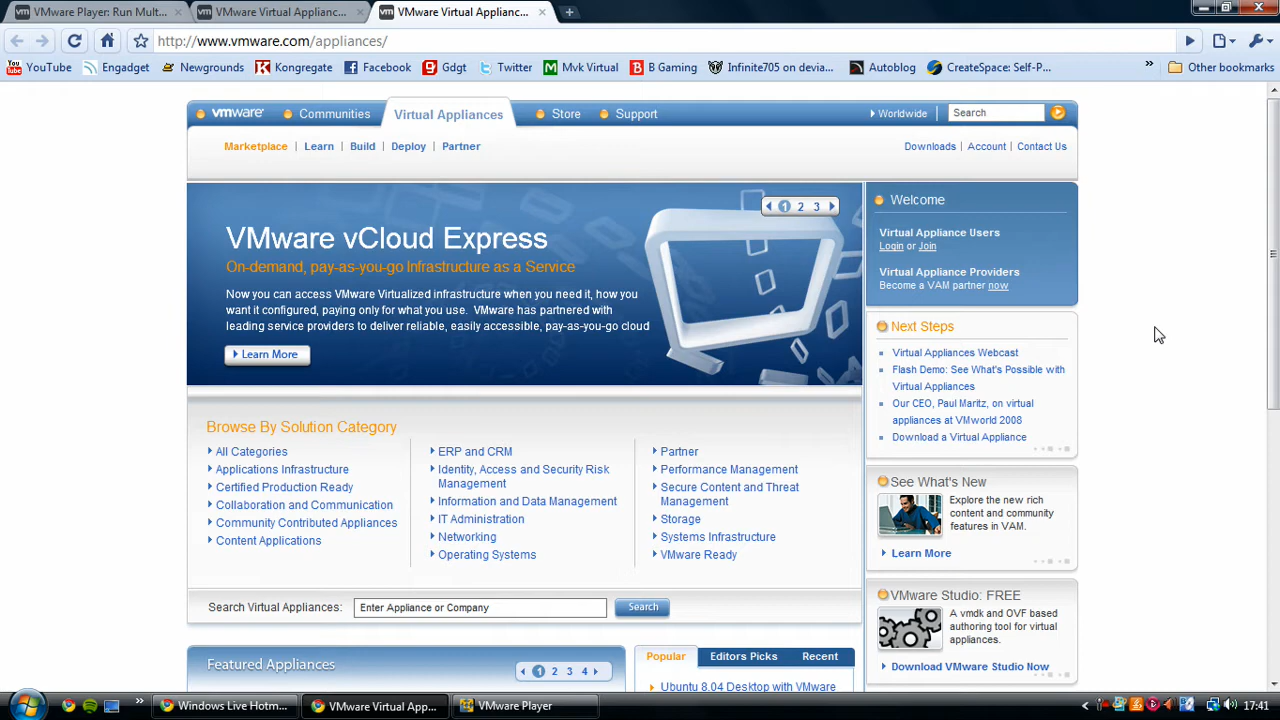 VMware Player: Run Mult...
VMware Virtual Applianc...
VMware Virtual Applianc...
http://www.vmware.com/appliances/
YouTube
Engadget
Newgrounds
Kongregate
Facebook
Gdgt
Twitter
Mvk Virtual
B Gaming
Infinite705 on devia...
Autoblog
CreateSpace: Self-P...
Other bookmarks
vmware
Communities
Virtual Appliances
Store
Support
Worldwide
Search
Marketplace | Learn | Build | Deploy | Partner
Downloads | Account | Contact Us
1 2 3
VMware vCloud Express
On-demand, pay-as-you-go Infrastructure as a Service
Now you can access VMware Virtualized infrastructure when you need it, how you
want it configured, paying only for what you use. VMware has partnered with
leading service providers to deliver reliable, easily accessible, pay-as-you-go cloud
Learn More
Welcome
Virtual Appliance Users
Login or Join
Virtual Appliance Providers
Become a VAM partner now
Next Steps
Virtual Appliances Webcast
Flash Demo: See What's Possible with
Virtual Appliances
Our CEO, Paul Maritz, on virtual
appliances at VMworld 2008
Download a Virtual Appliance
Browse By Solution Category
All Categories
Applications Infrastructure
Certified Production Ready
Collaboration and Communication
Community Contributed Appliances
Content Applications
ERP and CRM
Identity, Access and Security Risk
Management
Information and Data Management
IT Administration
Networking
Operating Systems
Partner
Performance Management
Secure Content and Threat
Management
Storage
Systems Infrastructure
VMware Ready
See What's New
Explore the new rich
content and community
features in VAM.
Learn More
Search Virtual Appliances:
Enter Appliance or Company
Search
VMware Studio: FREE
A vmdk and OVF based
authoring tool for virtual
appliances.
Download VMware Studio Now
Featured Appliances
1 2 3 4
Popular
Editors Picks
Recent
Ubuntu 8.04 Desktop with VMware
Windows Live Hotm...
VMware Virtual App...
VMware Player
17:41